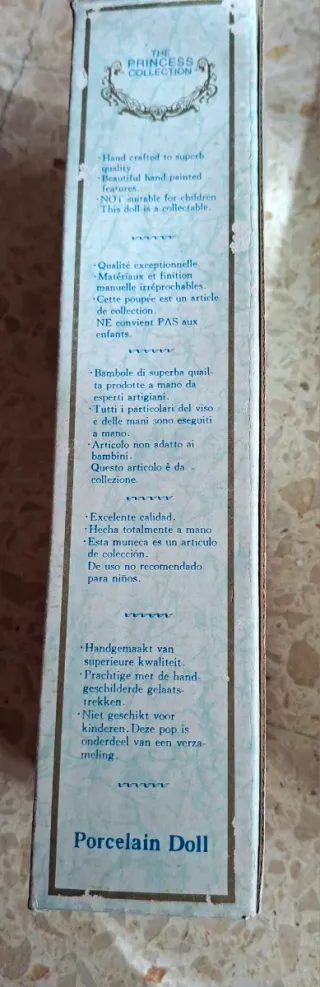 THE
PRINCESS
COLLECTION
·Hand crafted to superb
quality
·Beautiful hand painted
features.
·NOT suitable for children
This doll is a collectable.
·Qualité exceptionnelle
·Matériaux et finition
manuelle irréprochables.
·Cette poupée est un article
de collection.
NE convient PAS aux
enfants.
·Bambole di superba quali-
ta prodotte a mano da
esperti artigiani.
·Tutti i particolari del viso
e delle mani sono eseguiti
a mano.
·Articolo non adatto ai
bambini.
Questo articolo è da
collezione.
·Excelente calidad.
·Hecha totalmente a mano
·Esta muneca es un articulo
de colección.
De uso no recomendado
para niños.
·Handgemaakt van
superieure kwaliteit.
·Prachtige met de hand-
geschilderde gelaats-
trekken.
·Niet geschikt voor
kinderen. Deze pop is
onderdeel van een verza-
meling.
Porcelain Doll